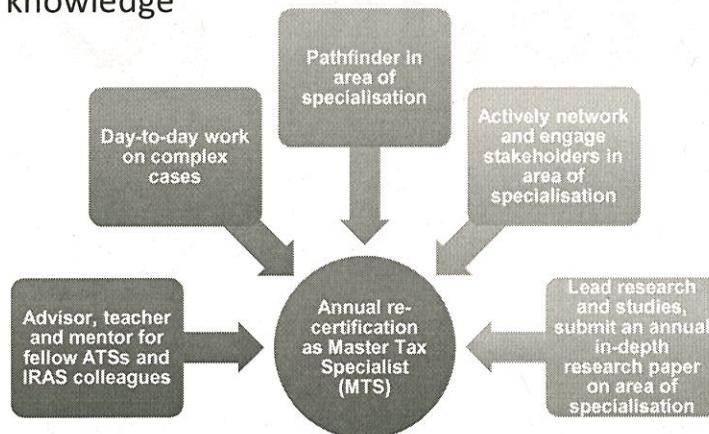 knowledge
Pathfinder in
area of
specialisation
Day-to-day work
on complex
cases
Actively network
and engage
stakeholders in
area of
specialisation
Advisor, teacher
and mentor for
fellow ATSs and
IRAS colleagues
Annual re-
certification
as Master Tax
Specialist
(MTS)
Lead research
and studies,
submit an annual
in-depth
research paper
on area of
specialisation